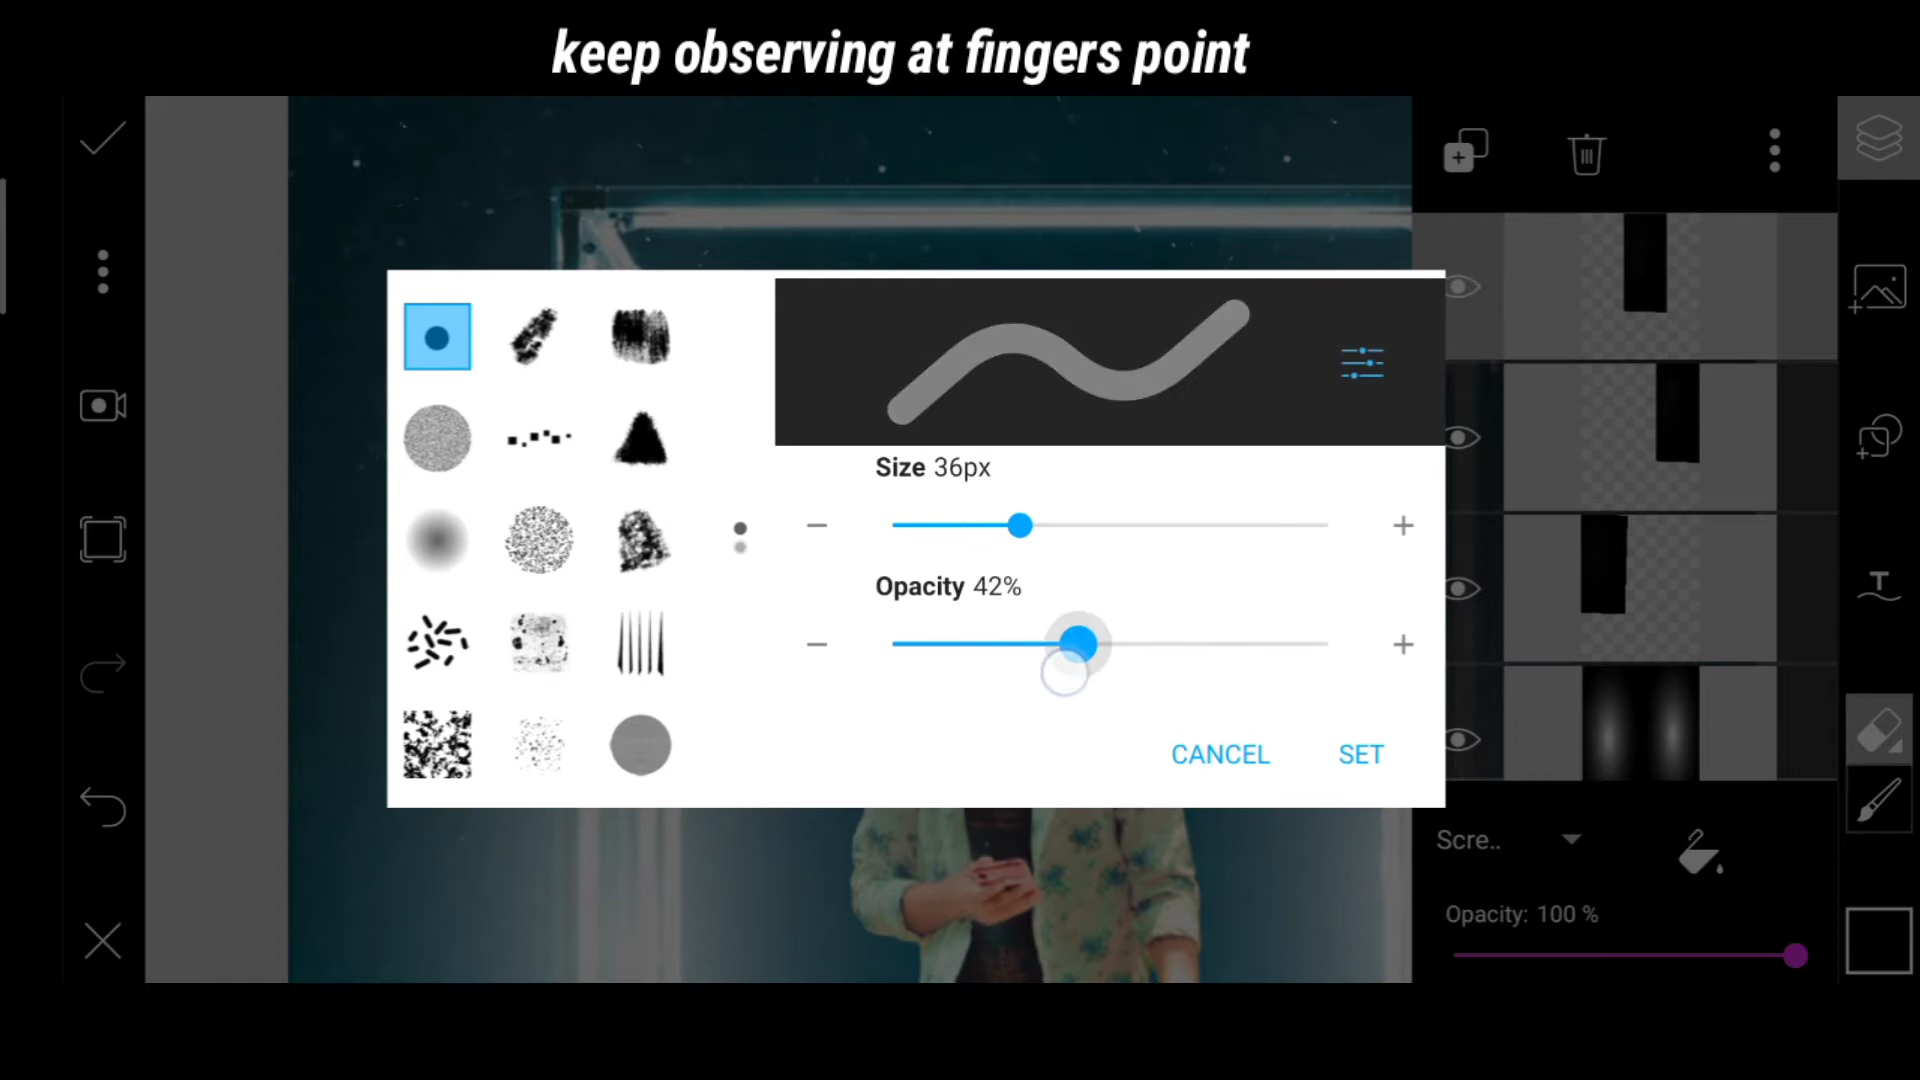 keep observing at fingers point
Size 36px
Opacity 42%
CANCEL SET
Scre..
Opacity: 100 %